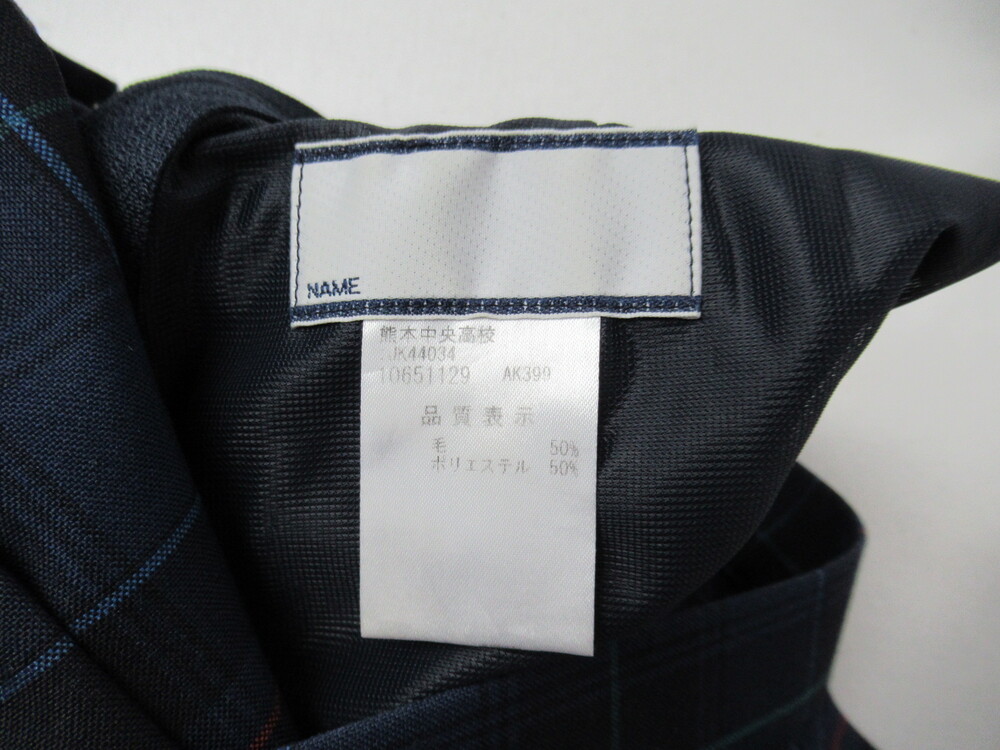 NAME
熊本中央高校
JK44034
10651129 AK399
品質表示
毛 50%
ポリエステル 50%